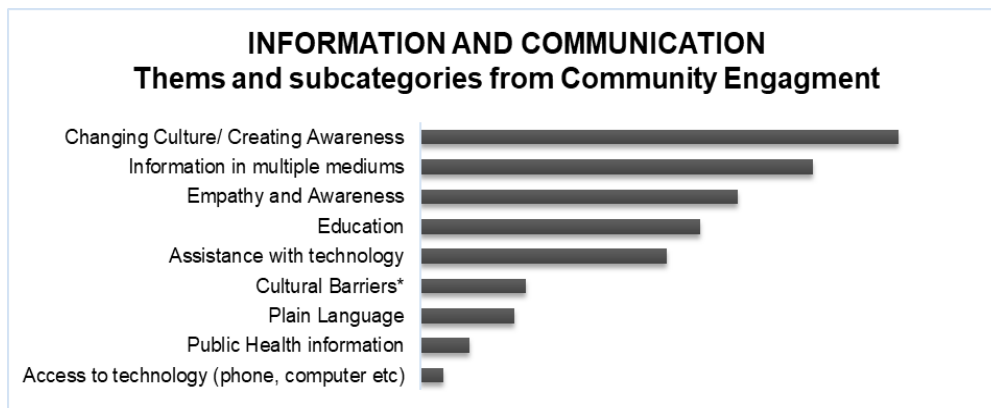 INFORMATION AND COMMUNICATION
Thems and subcategories from Community Engagment
Changing Culture/ Creating Awareness
Information in multiple mediums
Empathy and Awareness
Education
Assistance with technology
Cultural Barriers*
Plain Language
Public Health information
Access to technology (phone, computer etc)